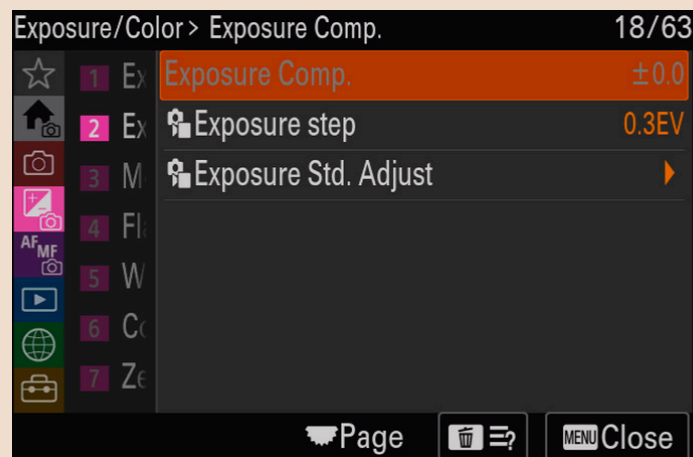 Exposure/Color> Exposure Comp. 18/63
1 Ex Exposure Comp. ±0.0
2 Ex Exposure step 0.3EV
3 M Exposure Std. Adjust
4 Fl
AFMF
5 W
6 Co
7 Ze
Page ? MENU Close